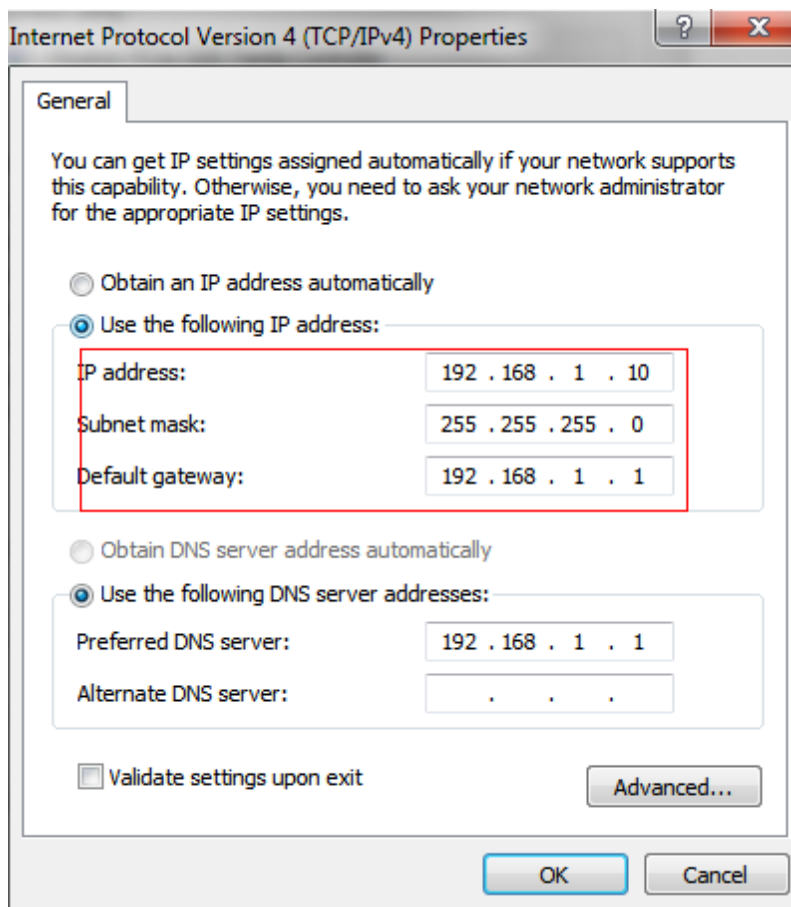 Internet Protocol Version 4 (TCP/IPv4) Properties
?
General
You can get IP settings assigned automatically if your network supports
this capability. Otherwise, you need to ask your network administrator
for the appropriate IP settings.
Obtain an IP address automatically
Use the following IP address:
IP address: 192 . 168 . 1 . 10
Subnet mask: 255 . 255 . 255 . 0
Default gateway: 192 . 168 . 1 . 1
Obtain DNS server address automatically
Use the following DNS server addresses:
Preferred DNS server: 192 . 168 . 1 . 1
Alternate DNS server: . . .
Validate settings upon exit
Advanced...
OK Cancel